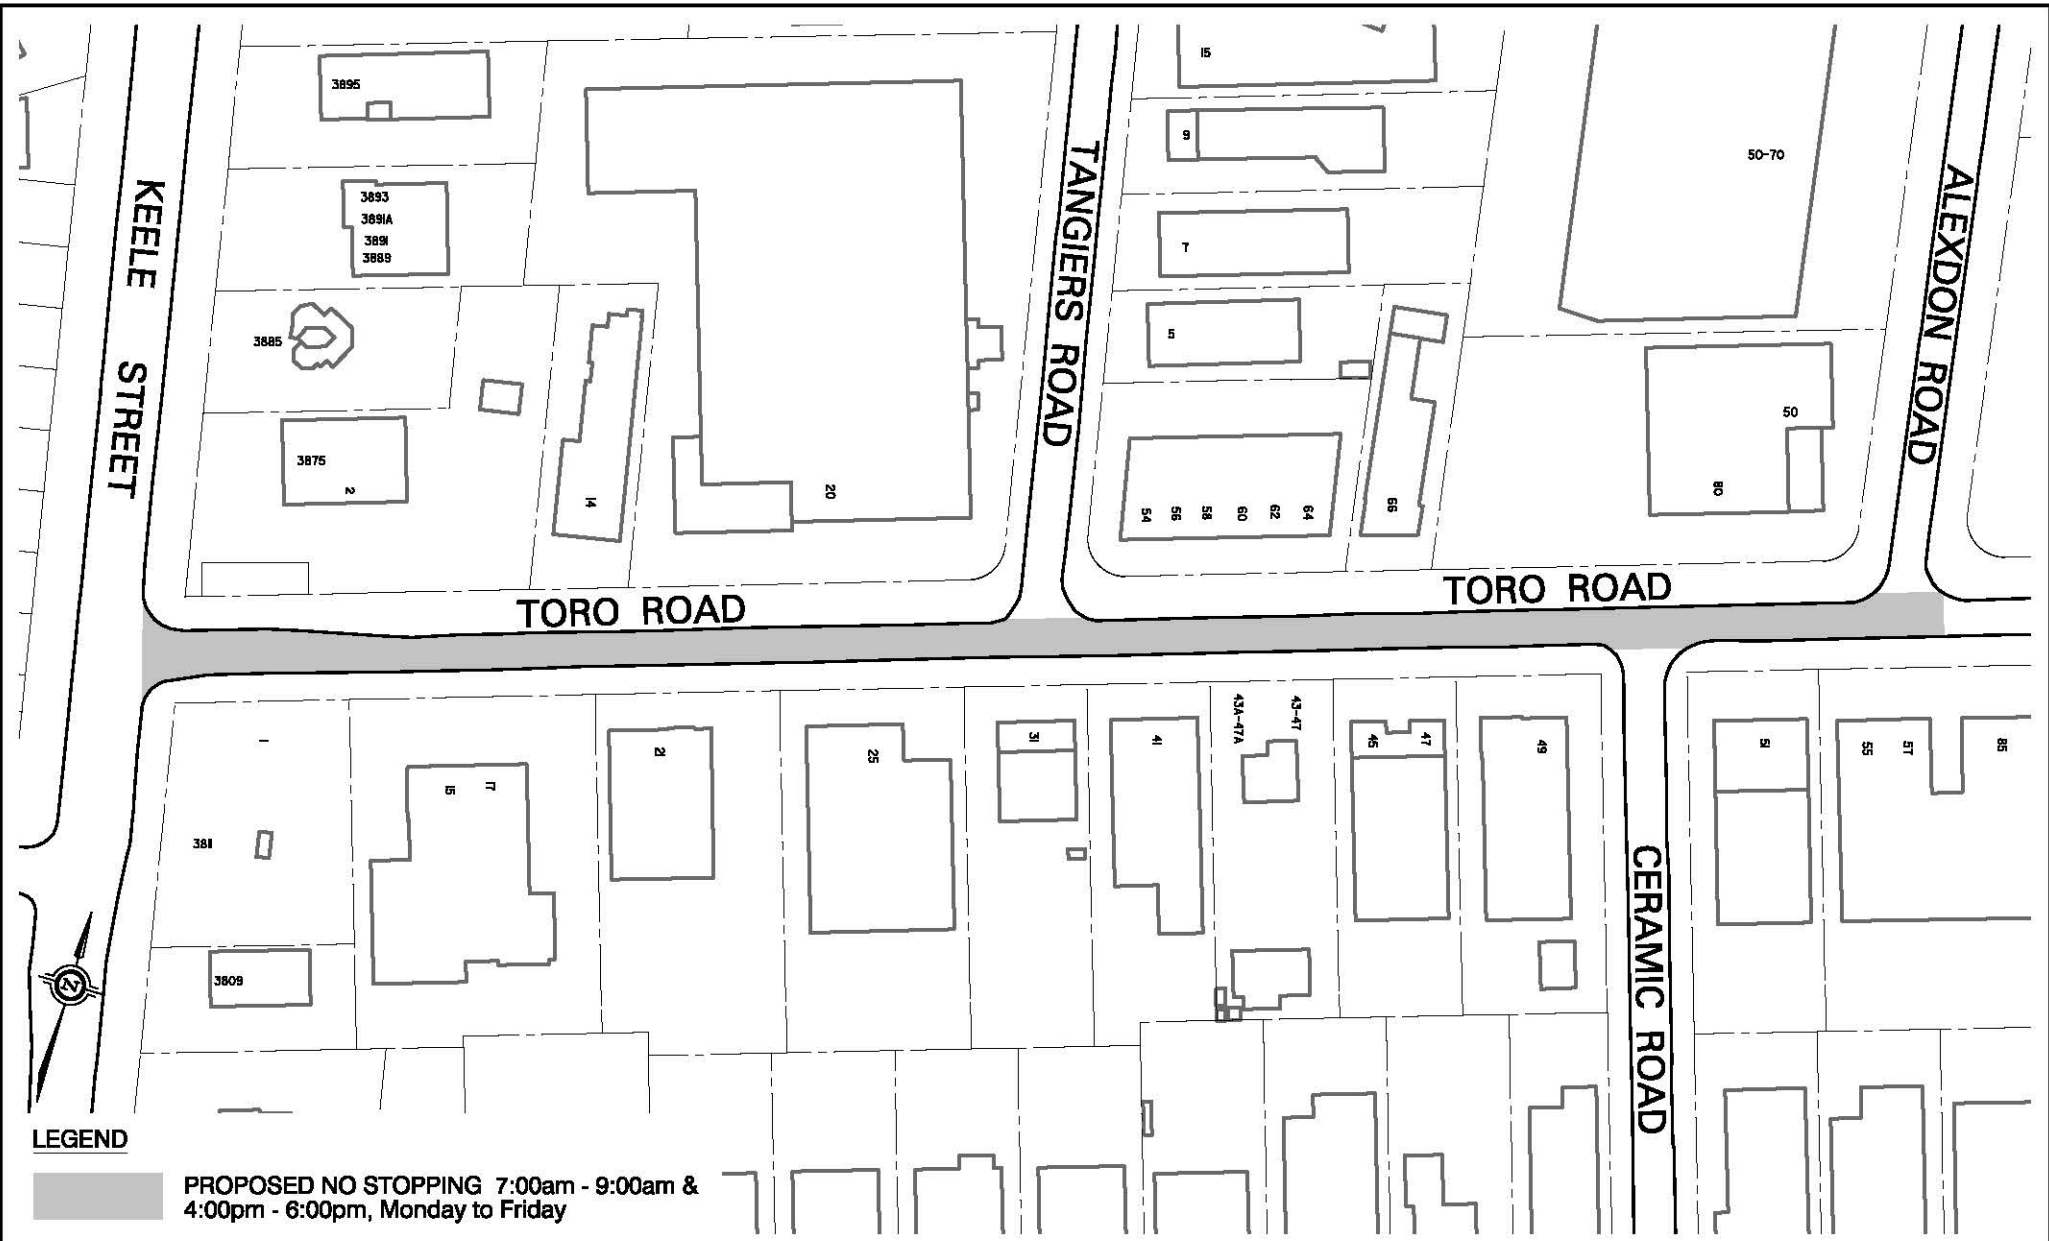 15
3895
9
50-70
KEELE STREET
TANGIERS ROAD
ALEXDON ROAD
3893
3891A
3891
3889
7
5
3885
50
3875
2
14
20
54 56 58 60 62 64
66
80
TORO ROAD
TORO ROAD
1
15 17
21
25
31
41
43A-47A
43-47
45 47
49
51
55 57
85
3811
3809
CERAMIC ROAD
N
LEGEND
PROPOSED NO STOPPING 7:00am - 9:00am &
4:00pm - 6:00pm, Monday to Friday